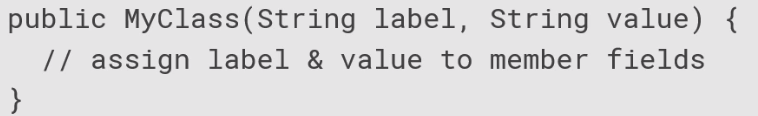 public MyClass(String label, String value) {
  // assign label & value to member fields
}